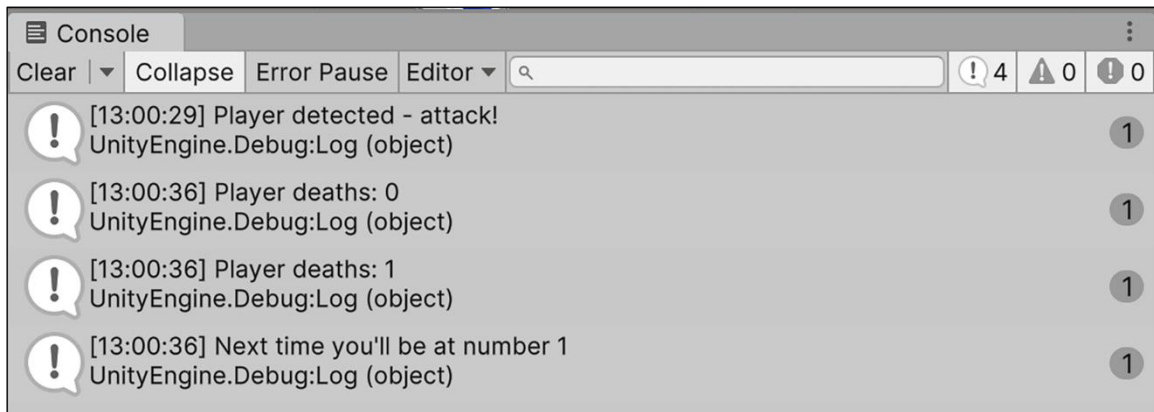 Console
Clear Collapse Error Pause Editor 4 0 0
[13:00:29] Player detected - attack!
UnityEngine.Debug:Log (object)
1
[13:00:36] Player deaths: 0
UnityEngine.Debug:Log (object)
1
[13:00:36] Player deaths: 1
UnityEngine.Debug:Log (object)
1
[13:00:36] Next time you'll be at number 1
UnityEngine.Debug:Log (object)
1